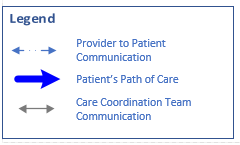 Legend
Provider to Patient
Communication
Patient's Path of Care
Care Coordination Team
Communication